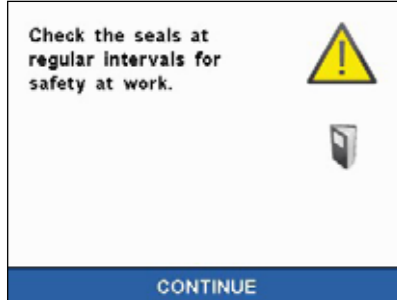 Check the seals at
regular intervals for
safety at work.
CONTINUE